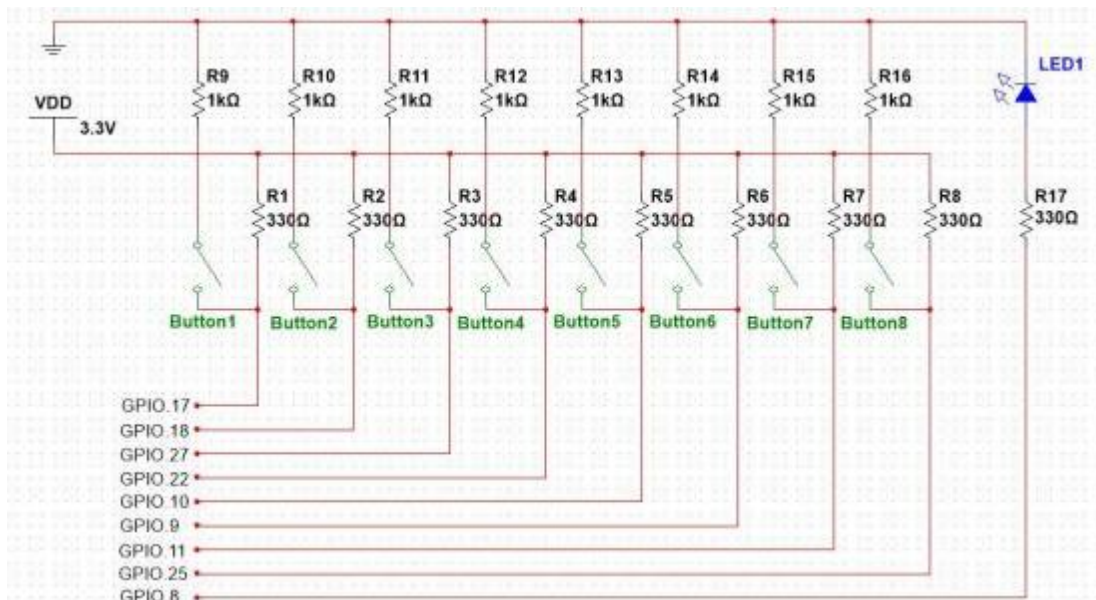 LED1
R9 R10 R11 R12 R13 R14 R15 R16
1kΩ 1kΩ 1kΩ 1kΩ 1kΩ 1kΩ 1kΩ 1kΩ
VDD
3.3V
R1 R2 R3 R4 R5 R6 R7 R8 R17
330Ω 330Ω 330Ω 330Ω 330Ω 330Ω 330Ω 330Ω 330Ω
Button1 Button2 Button3 Button4 Button5 Button6 Button7 Button8
GPIO.17
GPIO.18
GPIO.27
GPIO.22
GPIO.10
GPIO.9
GPIO.11
GPIO.25
GPIO.8